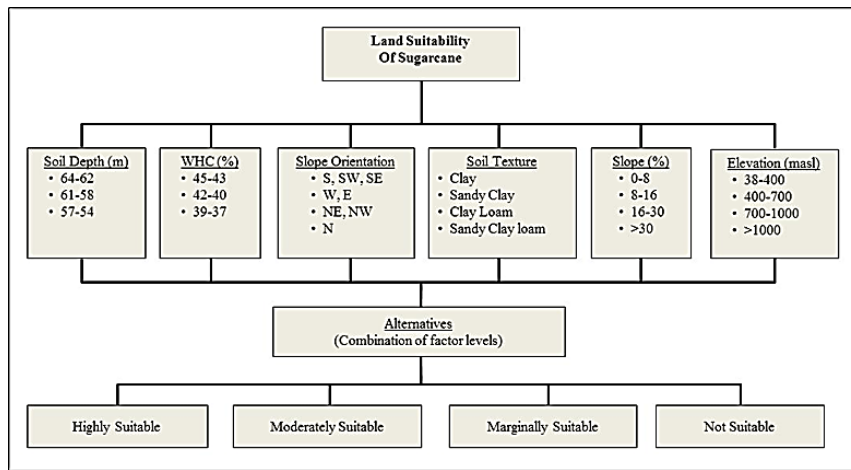 Land Suitability
Of Sugarcane
Soil Depth (m)
• 64-62
• 61-58
• 57-54
WHC (%)
• 45-43
• 42-40
• 39-37
Slope Orientation
• S, SW, SE
• W, E
• NE, NW
• N
Soil Texture
• Clay
• Sandy Clay
• Clay Loam
• Sandy Clay loam
Slope (%)
• 0-8
• 8-16
• 16-30
• >30
Elevation (masl)
• 38-400
• 400-700
• 700-1000
• >1000
Alternatives
(Combination of factor levels)
Highly Suitable
Moderately Suitable
Marginally Suitable
Not Suitable